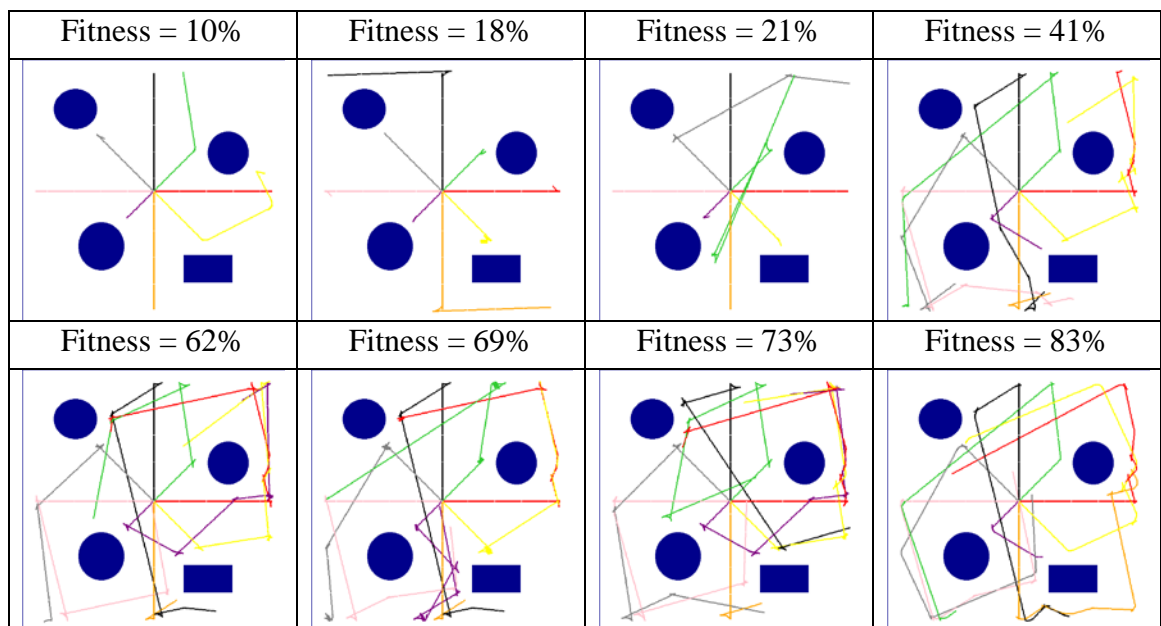 Fitness = 10%
Fitness = 18%
Fitness = 21%
Fitness = 41%
Fitness = 62%
Fitness = 69%
Fitness = 73%
Fitness = 83%